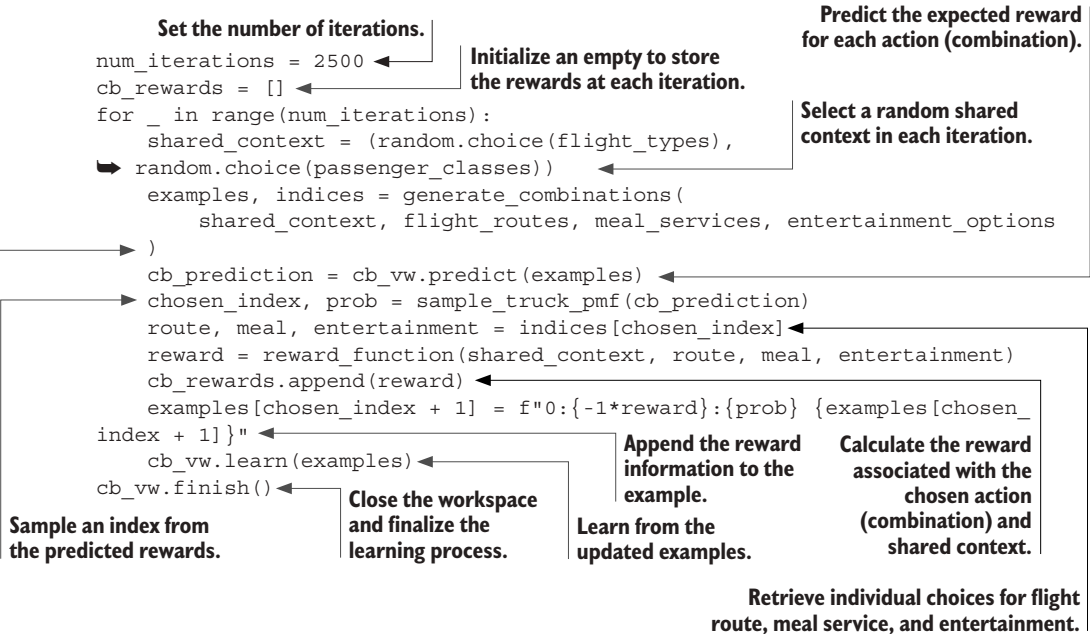 Set the number of iterations.
Predict the expected reward
for each action (combination).
num_iterations = 2500
Initialize an empty to store
the rewards at each iteration.
cb_rewards = []
for _ in range(num_iterations):
Select a random shared
context in each iteration.
shared_context = (random.choice(flight_types),
random.choice(passenger_classes))
examples, indices = generate_combinations(
shared_context, flight_routes, meal_services, entertainment_options
)
cb_prediction = cb_vw.predict(examples)
chosen_index, prob = sample_truck_pmf(cb_prediction)
route, meal, entertainment = indices[chosen_index]
reward = reward_function(shared_context, route, meal, entertainment)
cb_rewards.append(reward)
examples[chosen_index + 1] = f"0:{-1*reward}:{prob} {examples[chosen_
index + 1]}"
cb_vw.learn(examples)
cb_vw.finish()
Append the reward
information to the
example.
Calculate the reward
associated with the
chosen action
(combination) and
shared context.
Close the workspace
and finalize the
learning process.
Learn from the
updated examples.
Sample an index from
the predicted rewards.
Retrieve individual choices for flight
route, meal service, and entertainment.